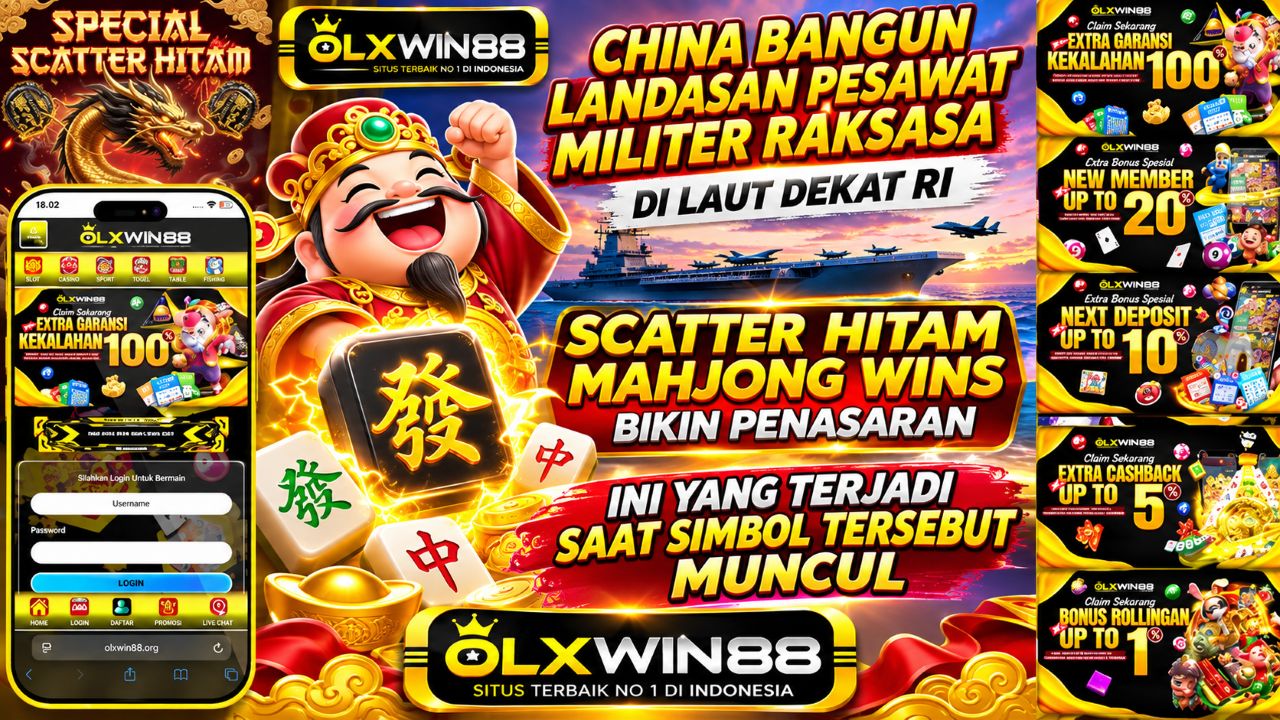 SPECIAL
SCATTER HITAM
18.02
OLXWIN88
SLOT
CASINO
SPORT
TOGEL
TABLE
FISHING
OLXWIN88
Claim Sekarang
EXTRA GARANSI
KEKALAHAN 100%
Silahkan Login Untuk Bermain
Username
Password
LOGIN
HOME
LOGIN
DAFTAR
PROMOSI
LIVE CHAT
olxwin88.org
OLXWIN88
SITUS TERBAIK NO 1 DI INDONESIA
CHINA BANGUN
LANDASAN PESAWAT
MILITER RAKSASA
DI LAUT DEKAT RI
發
發
中
中
SCATTER HITAM
MAHJONG WINS
BIKIN PENASARAN
INI YANG TERJADI
SAAT SIMBOL TERSEBUT
MUNCUL
OLXWIN88
SITUS TERBAIK NO 1 DI INDONESIA
OLXWIN88
Claim Sekarang
EXTRA GARANSI
KEKALAHAN 100%
OLXWIN88
Extra Bonus Spesial
NEW MEMBER
UP TO 20%
9
OLXWIN88
Extra Bonus Spesial
NEXT DEPOSIT
UP TO 10%
OLXWIN88
Claim Sekarang
EXTRA CASHBACK
UP TO 5%
OLXWIN88
Claim Sekarang
BONUS ROLLINGAN
UP TO 1%